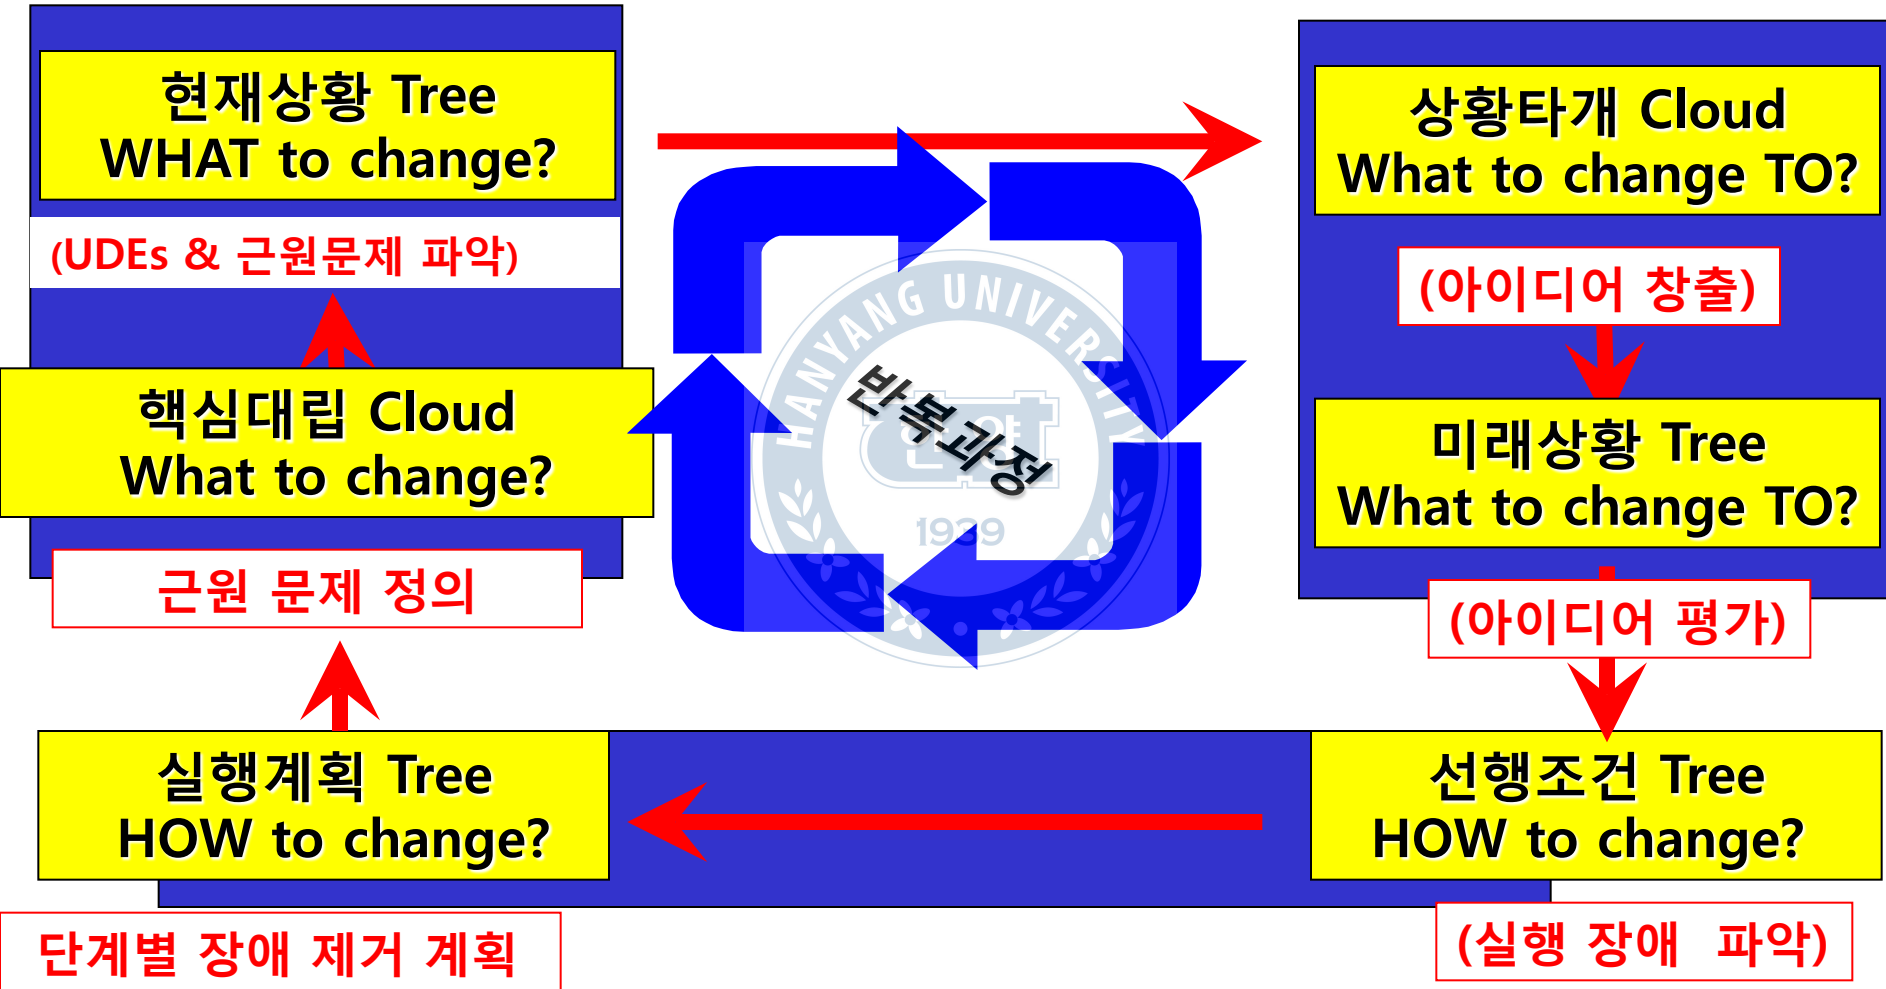 현재상황 Tree
WHAT to change?
(UDEs & 근원문제 파악)
핵심대립 Cloud
What to change?
근원 문제 정의
실행계획 Tree
HOW to change?
단계별 장애 제거 계획
HANYANG UNIVERSITY
한양
1939
반복과정
상황타개 Cloud
What to change TO?
(아이디어 창출)
미래상황 Tree
What to change TO?
(아이디어 평가)
선행조건 Tree
HOW to change?
(실행 장애 파악)